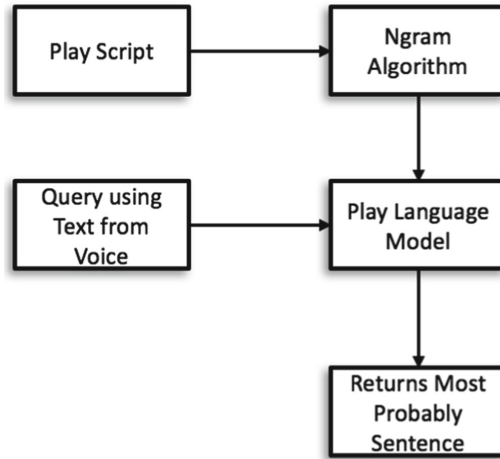 Play Script
Ngram
Algorithm
Query using
Text from
Voice
Play Language
Model
Returns Most
Probably
Sentence